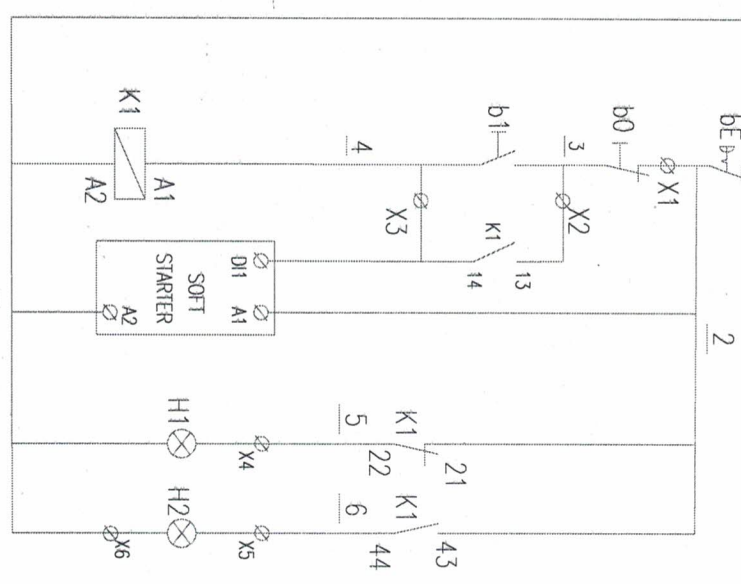 bE
b0
X1
3
X2
b1
4
X3
K1
13
14
K1
A1
A2
DI1
SOFT
STARTER
A1
A2
2
K1
21
22
5
X4
H1
K1
43
44
6
X5
H2
X6